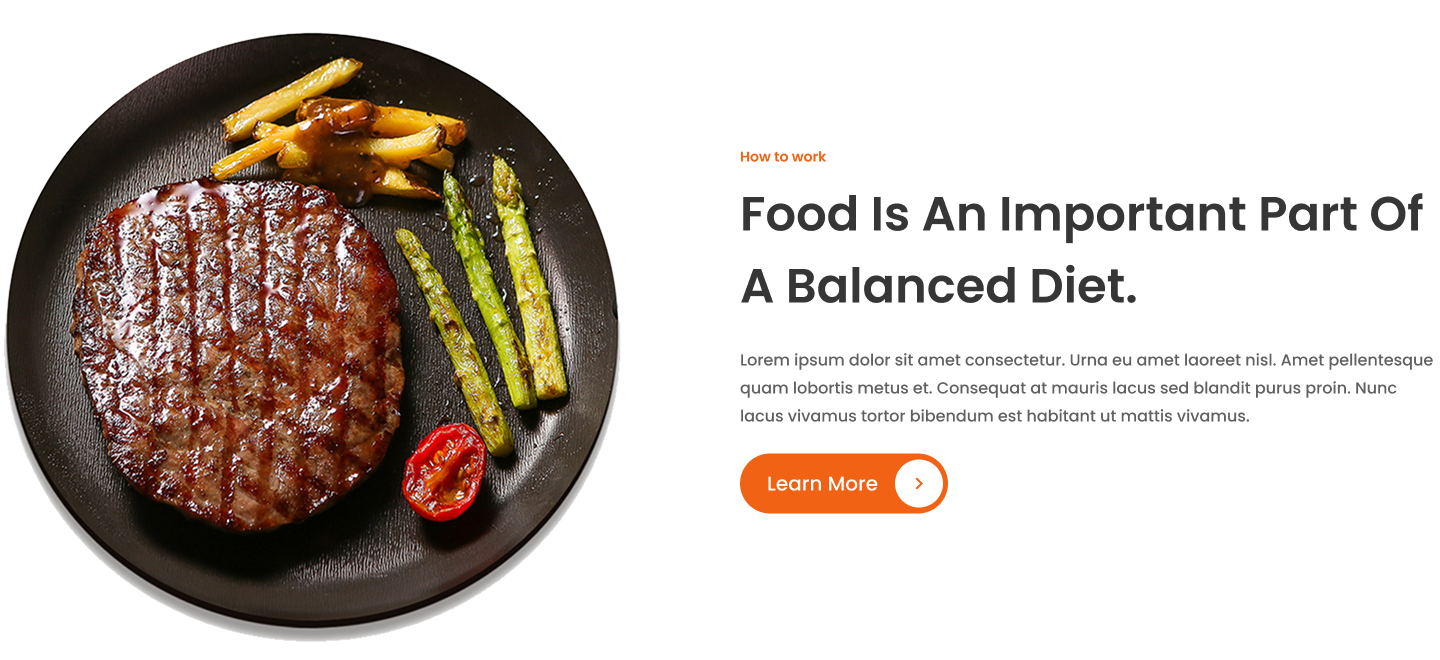 How to work
Food Is An Important Part Of
A Balanced Diet.
Lorem ipsum dolor sit amet consectetur. Urna eu amet laoreet nisl. Amet pellentesque
quam lobortis metus et. Consequat at mauris lacus sed blandit purus proin. Nunc
lacus vivamus tortor bibendum est habitant ut mattis vivamus.
Learn More